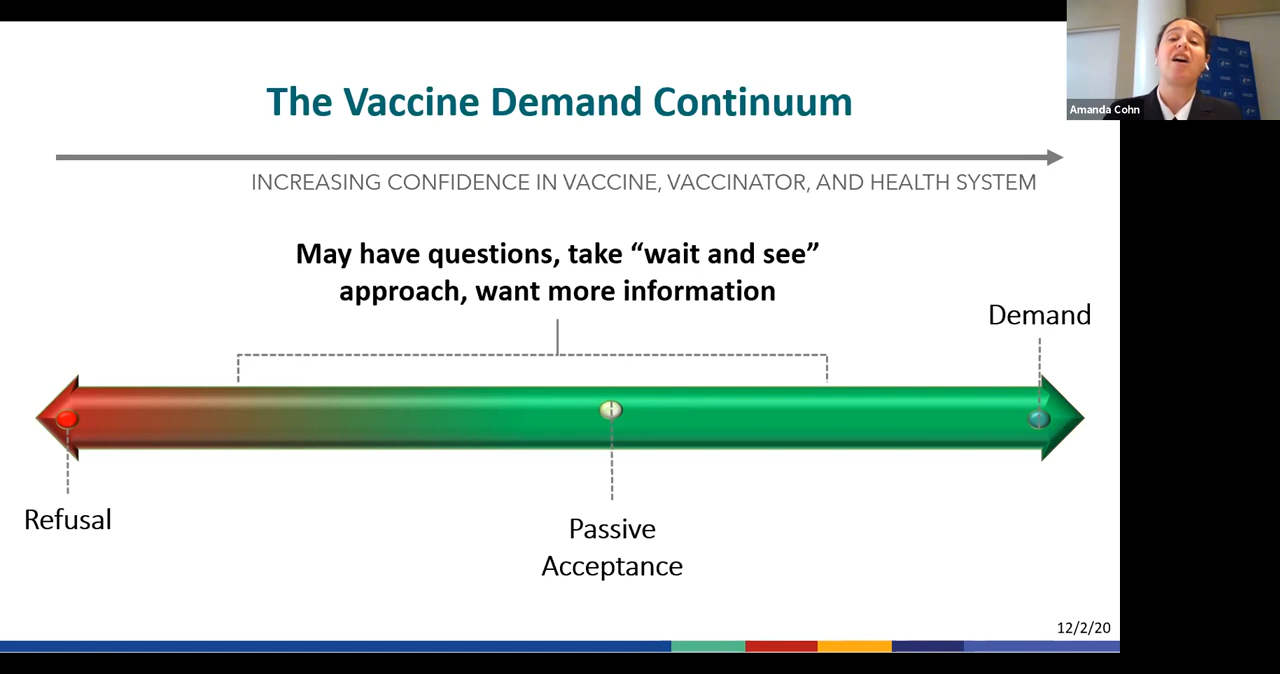 The Vaccine Demand Continuum
Amanda Cohn
INCREASING CONFIDENCE IN VACCINE, VACCINATOR, AND HEALTH SYSTEM
May have questions, take “wait and see”
approach, want more information
Demand
Refusal
Passive
Acceptance
12/2/20